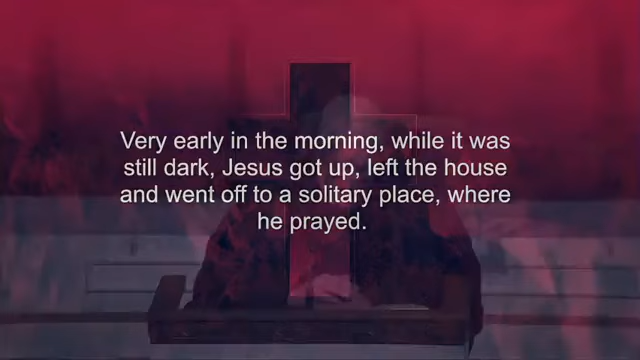 Very early in the morning, while it was
still dark, Jesus got up, left the house
and went off to a solitary place, where
he prayed.